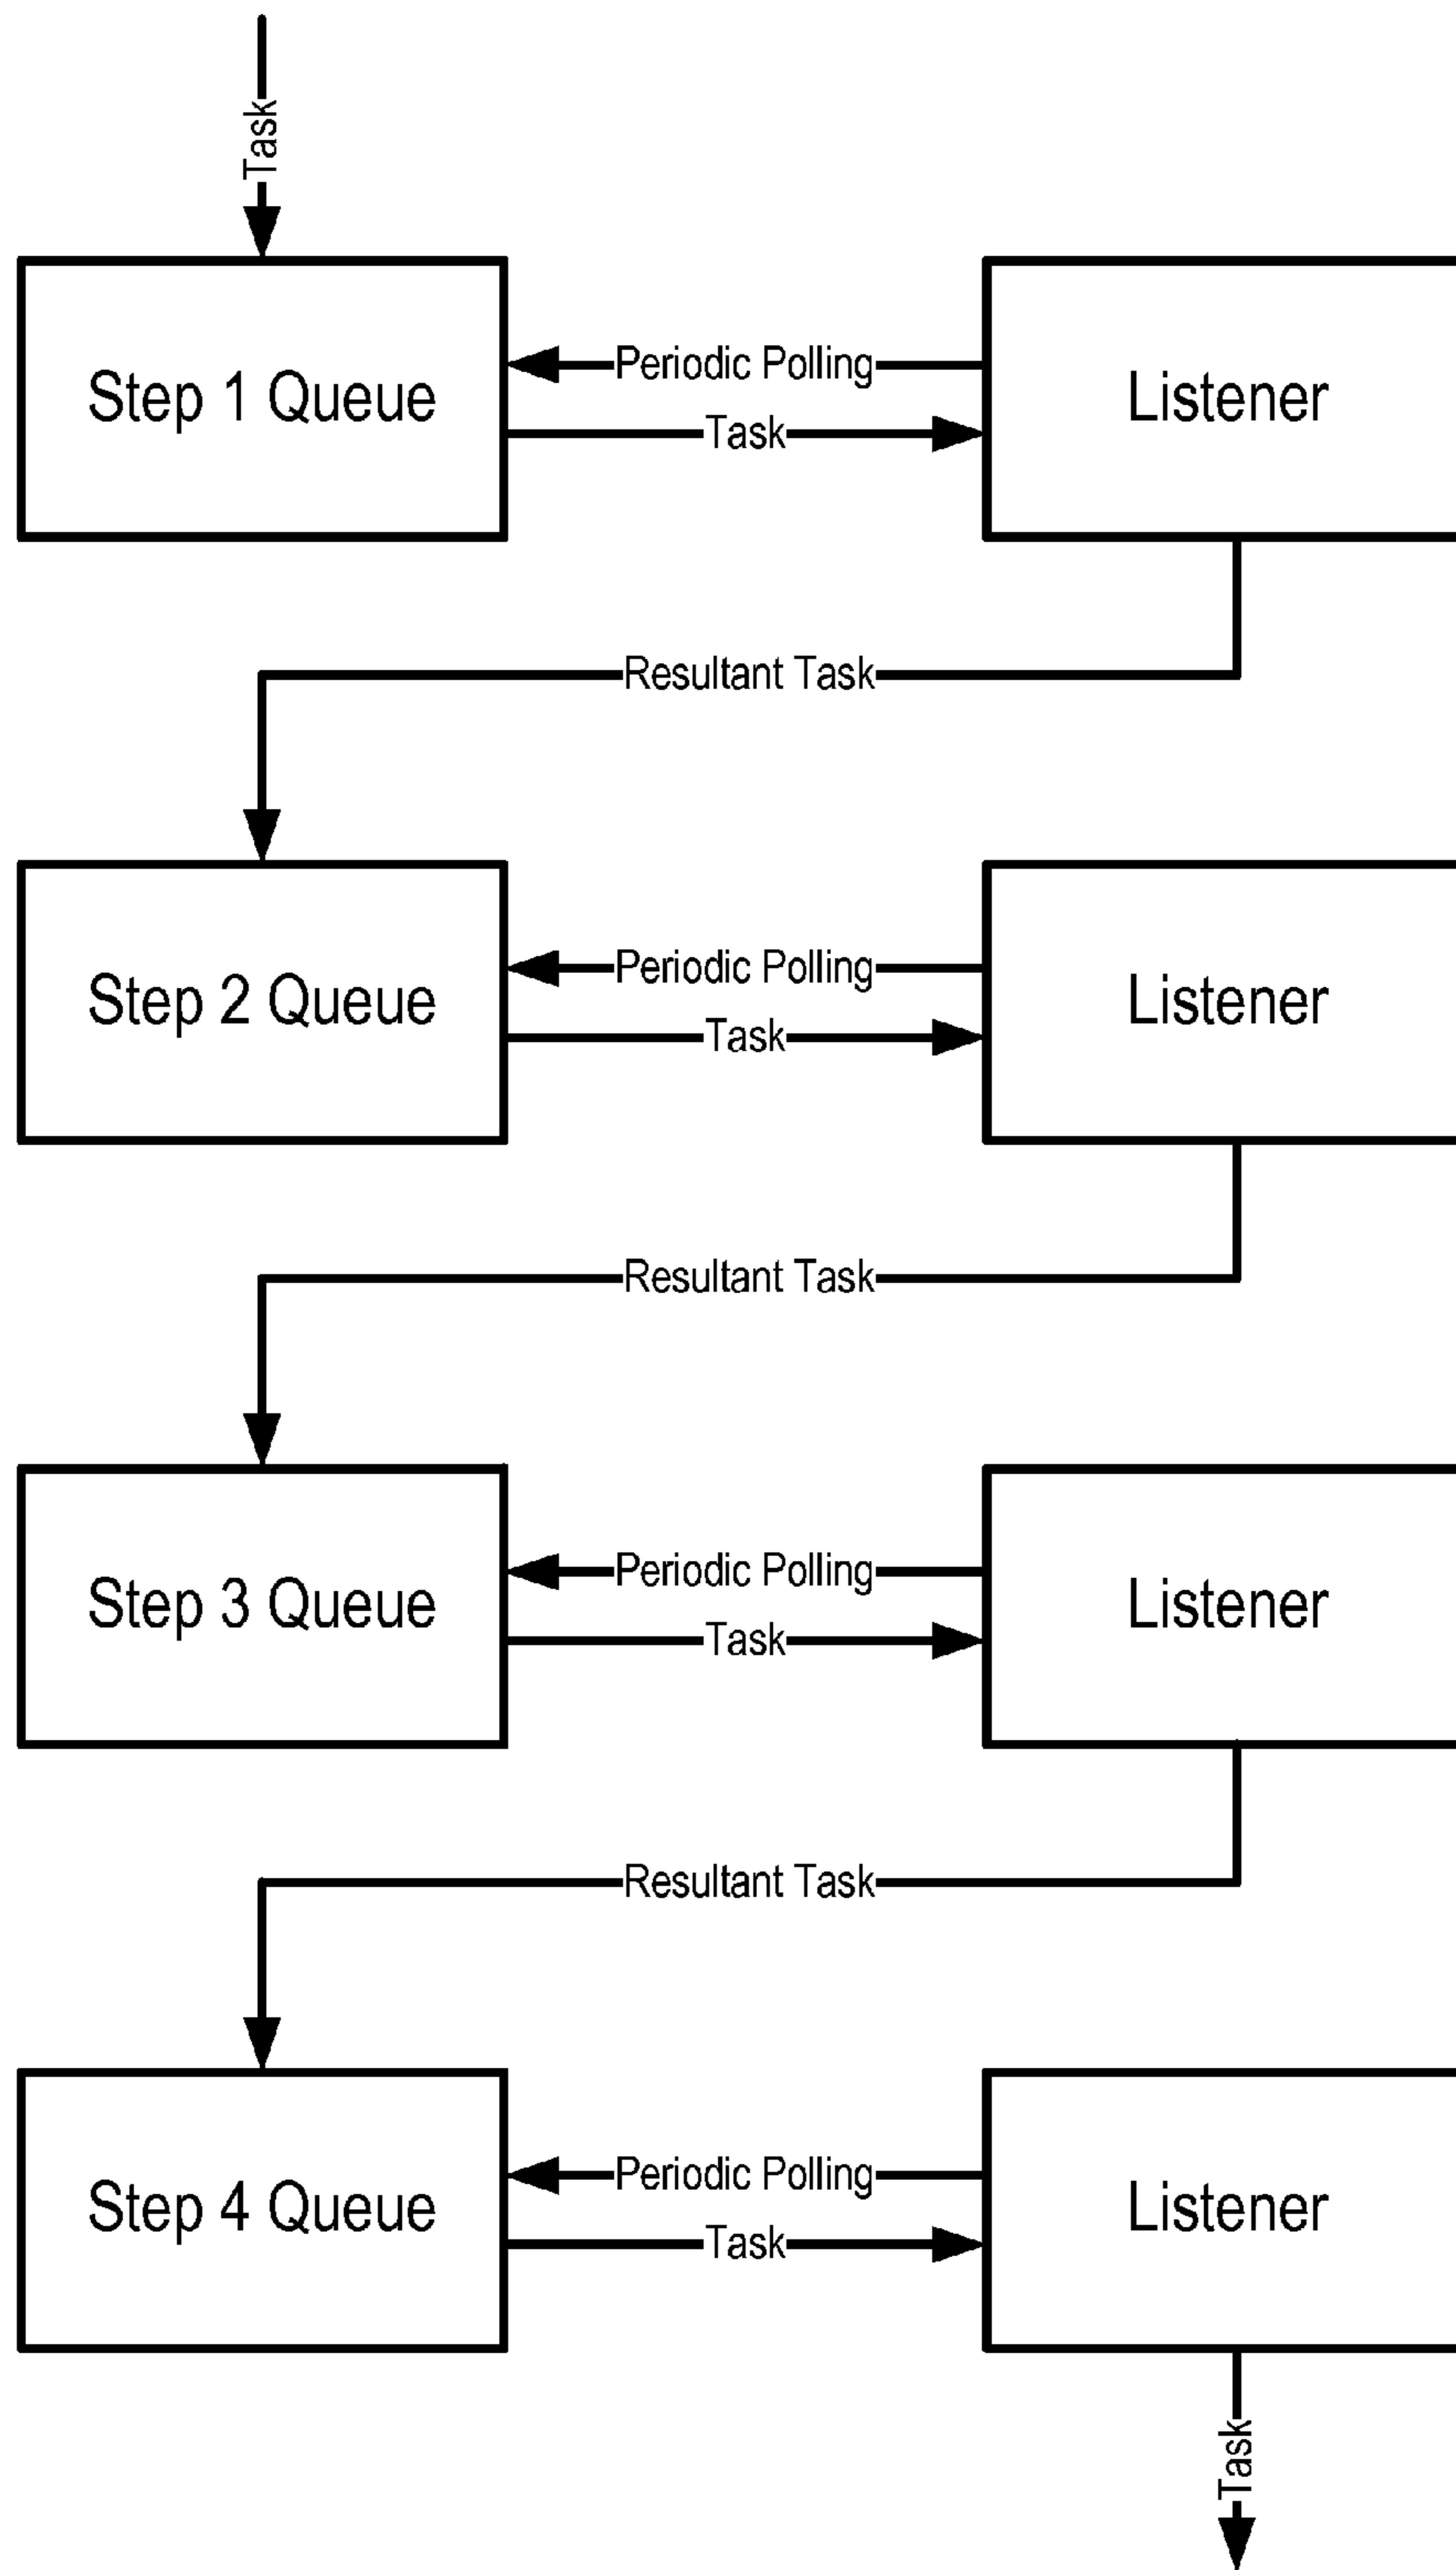 Task
Step 1 Queue
Periodic Polling
Task
Listener
Resultant Task
Step 2 Queue
Periodic Polling
Task
Listener
Resultant Task
Step 3 Queue
Periodic Polling
Task
Listener
Resultant Task
Step 4 Queue
Periodic Polling
Task
Listener
Task